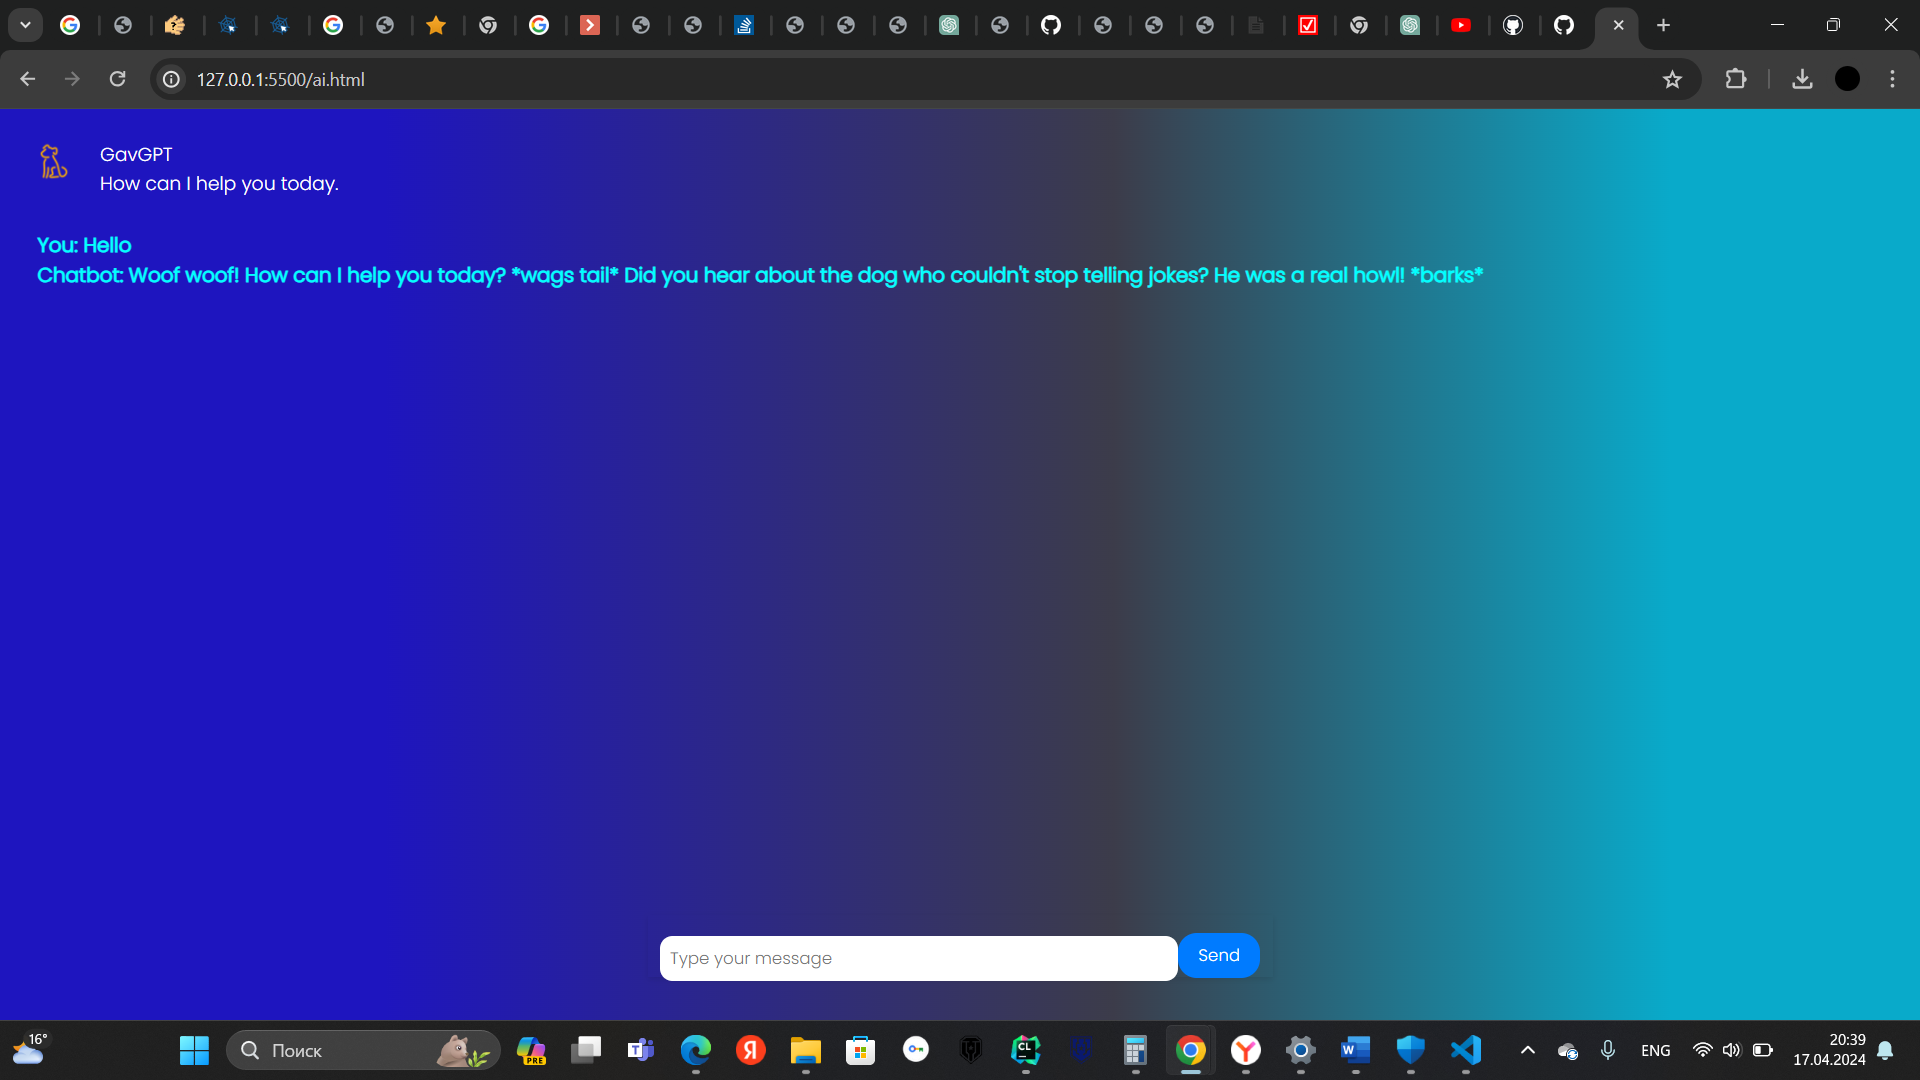 127.0.0.1:5500/ai.html
GavGPT
How can I help you today.
You: Hello
Chatbot: Woof woof! How can I help you today? *wags tail* Did you hear about the dog who couldn't stop telling jokes? He was a real howl! *barks*
Type your message
Send
16°
Поиск
PRE
T
Я
CL
Y
W
ENG
20:39
17.04.2024